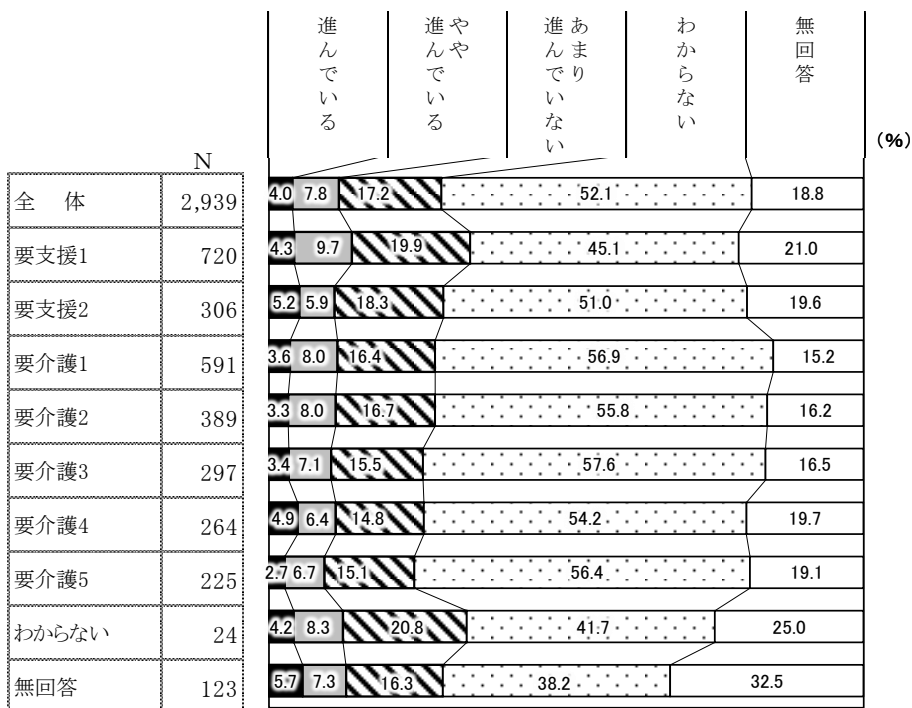 進んでいる
やや
進んでいる
あまり
進んでいない
わからない
無回答
(%)
N
全 体 2,939 4.0 7.8 17.2 52.1 18.8
要支援1 720 4.3 9.7 19.9 45.1 21.0
要支援2 306 5.2 5.9 18.3 51.0 19.6
要介護1 591 3.6 8.0 16.4 56.9 15.2
要介護2 389 3.3 8.0 16.7 55.8 16.2
要介護3 297 3.4 7.1 15.5 57.6 16.5
要介護4 264 4.9 6.4 14.8 54.2 19.7
要介護5 225 2.7 6.7 15.1 56.4 19.1
わからない 24 4.2 8.3 20.8 41.7 25.0
無回答 123 5.7 7.3 16.3 38.2 32.5